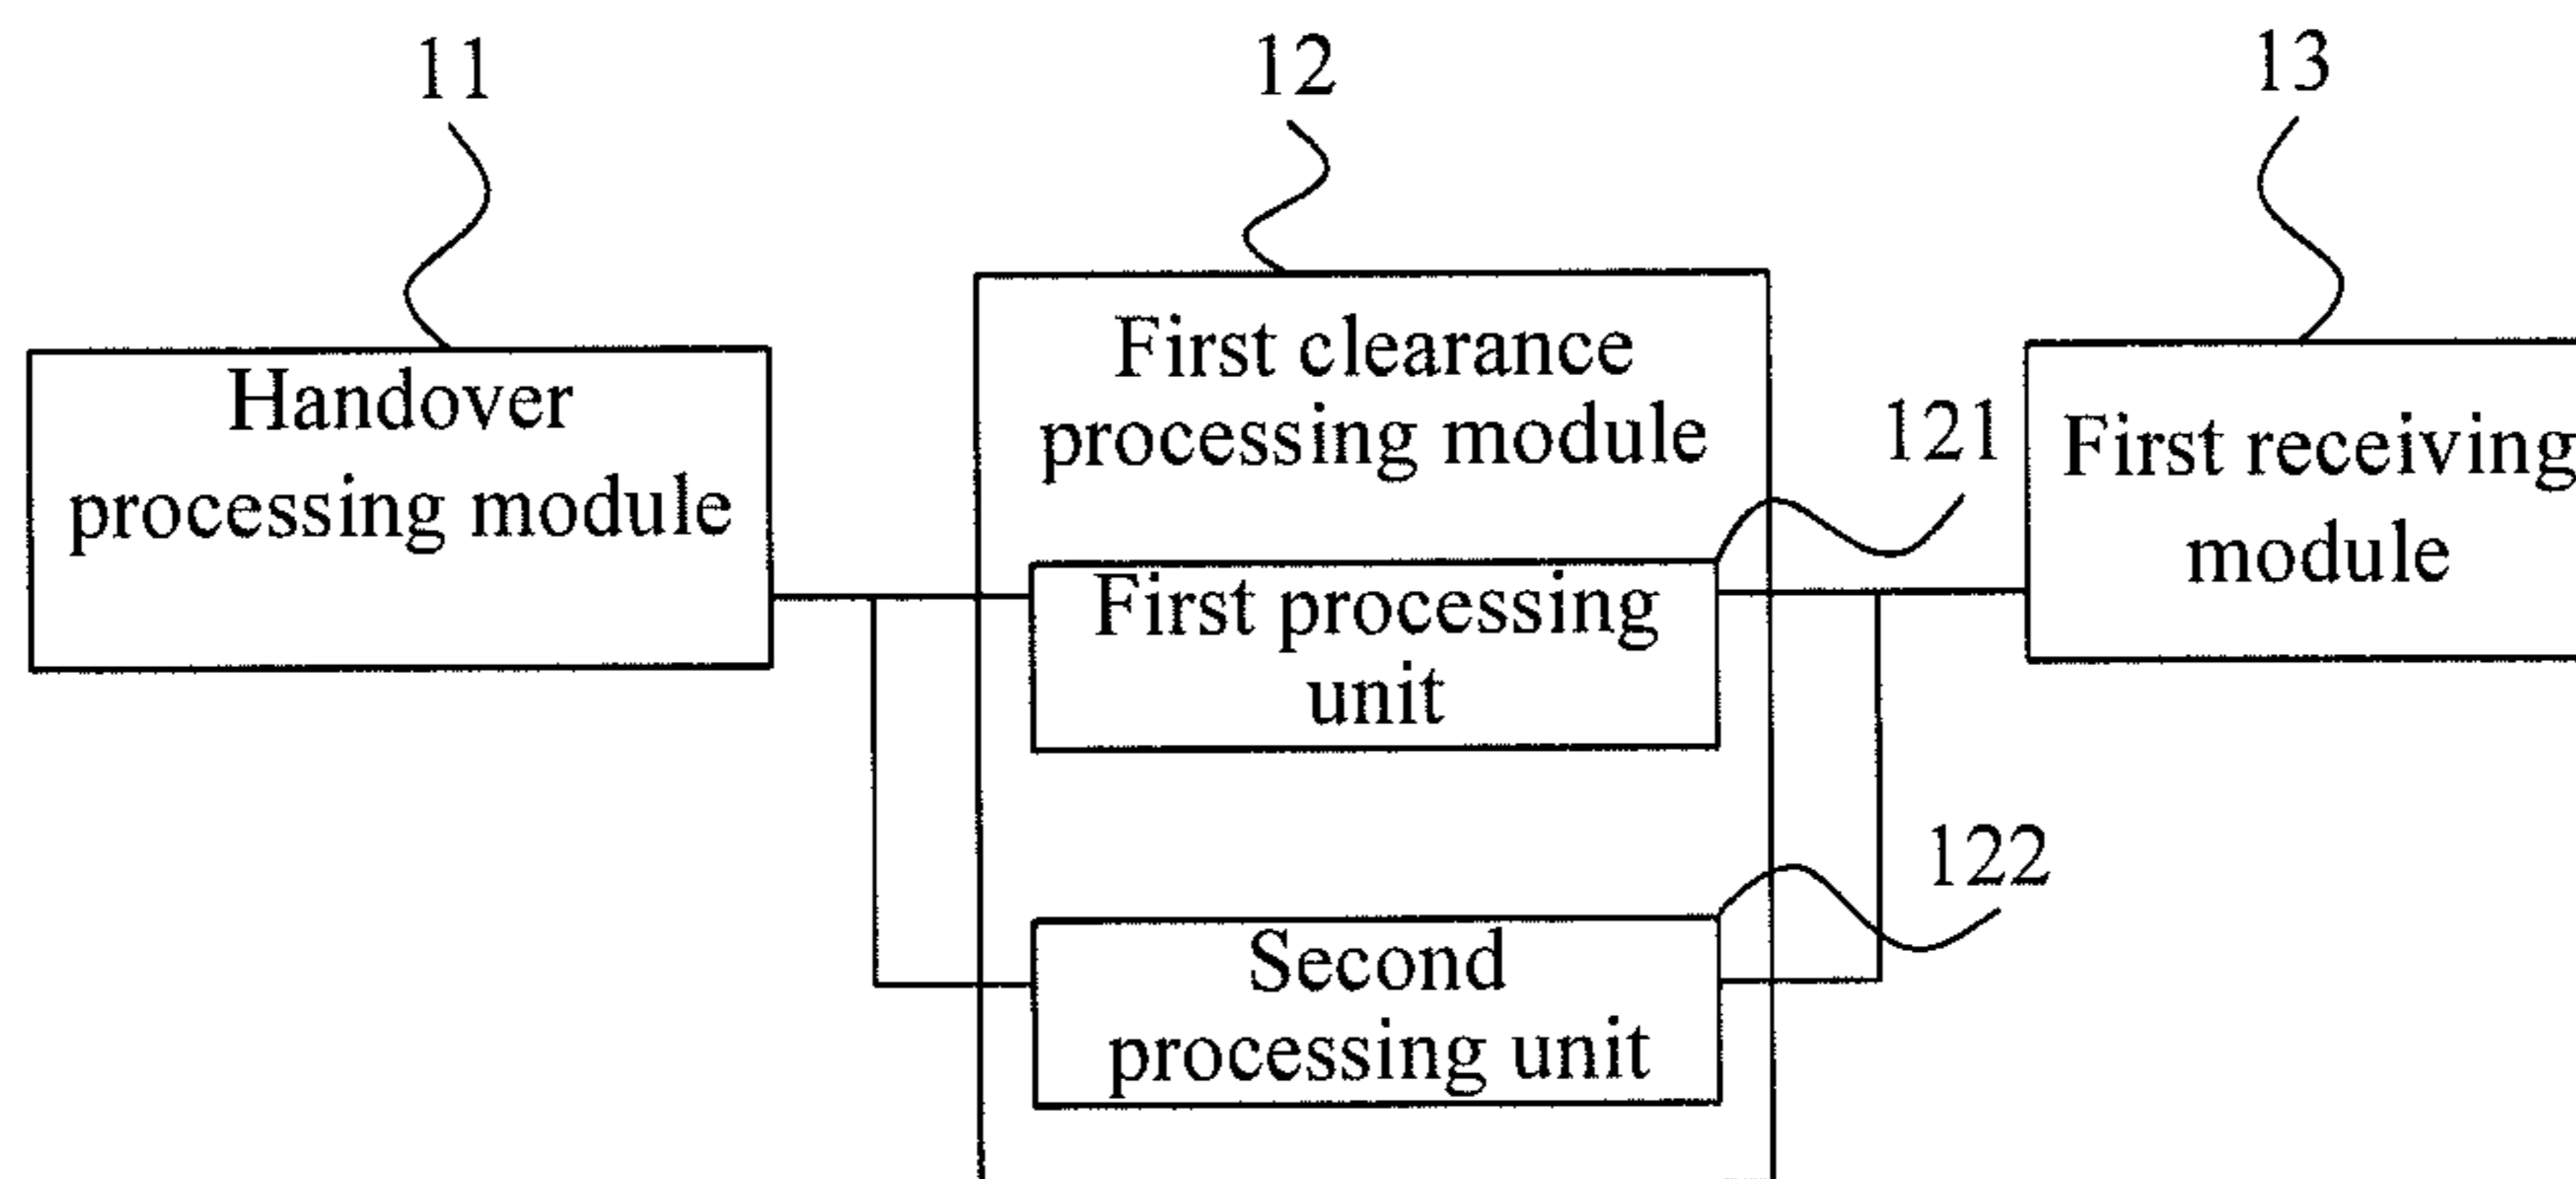 11
12
13
Handover
processing module
First clearance
processing module
121
First receiving
module
First processing
unit
122
Second
processing unit